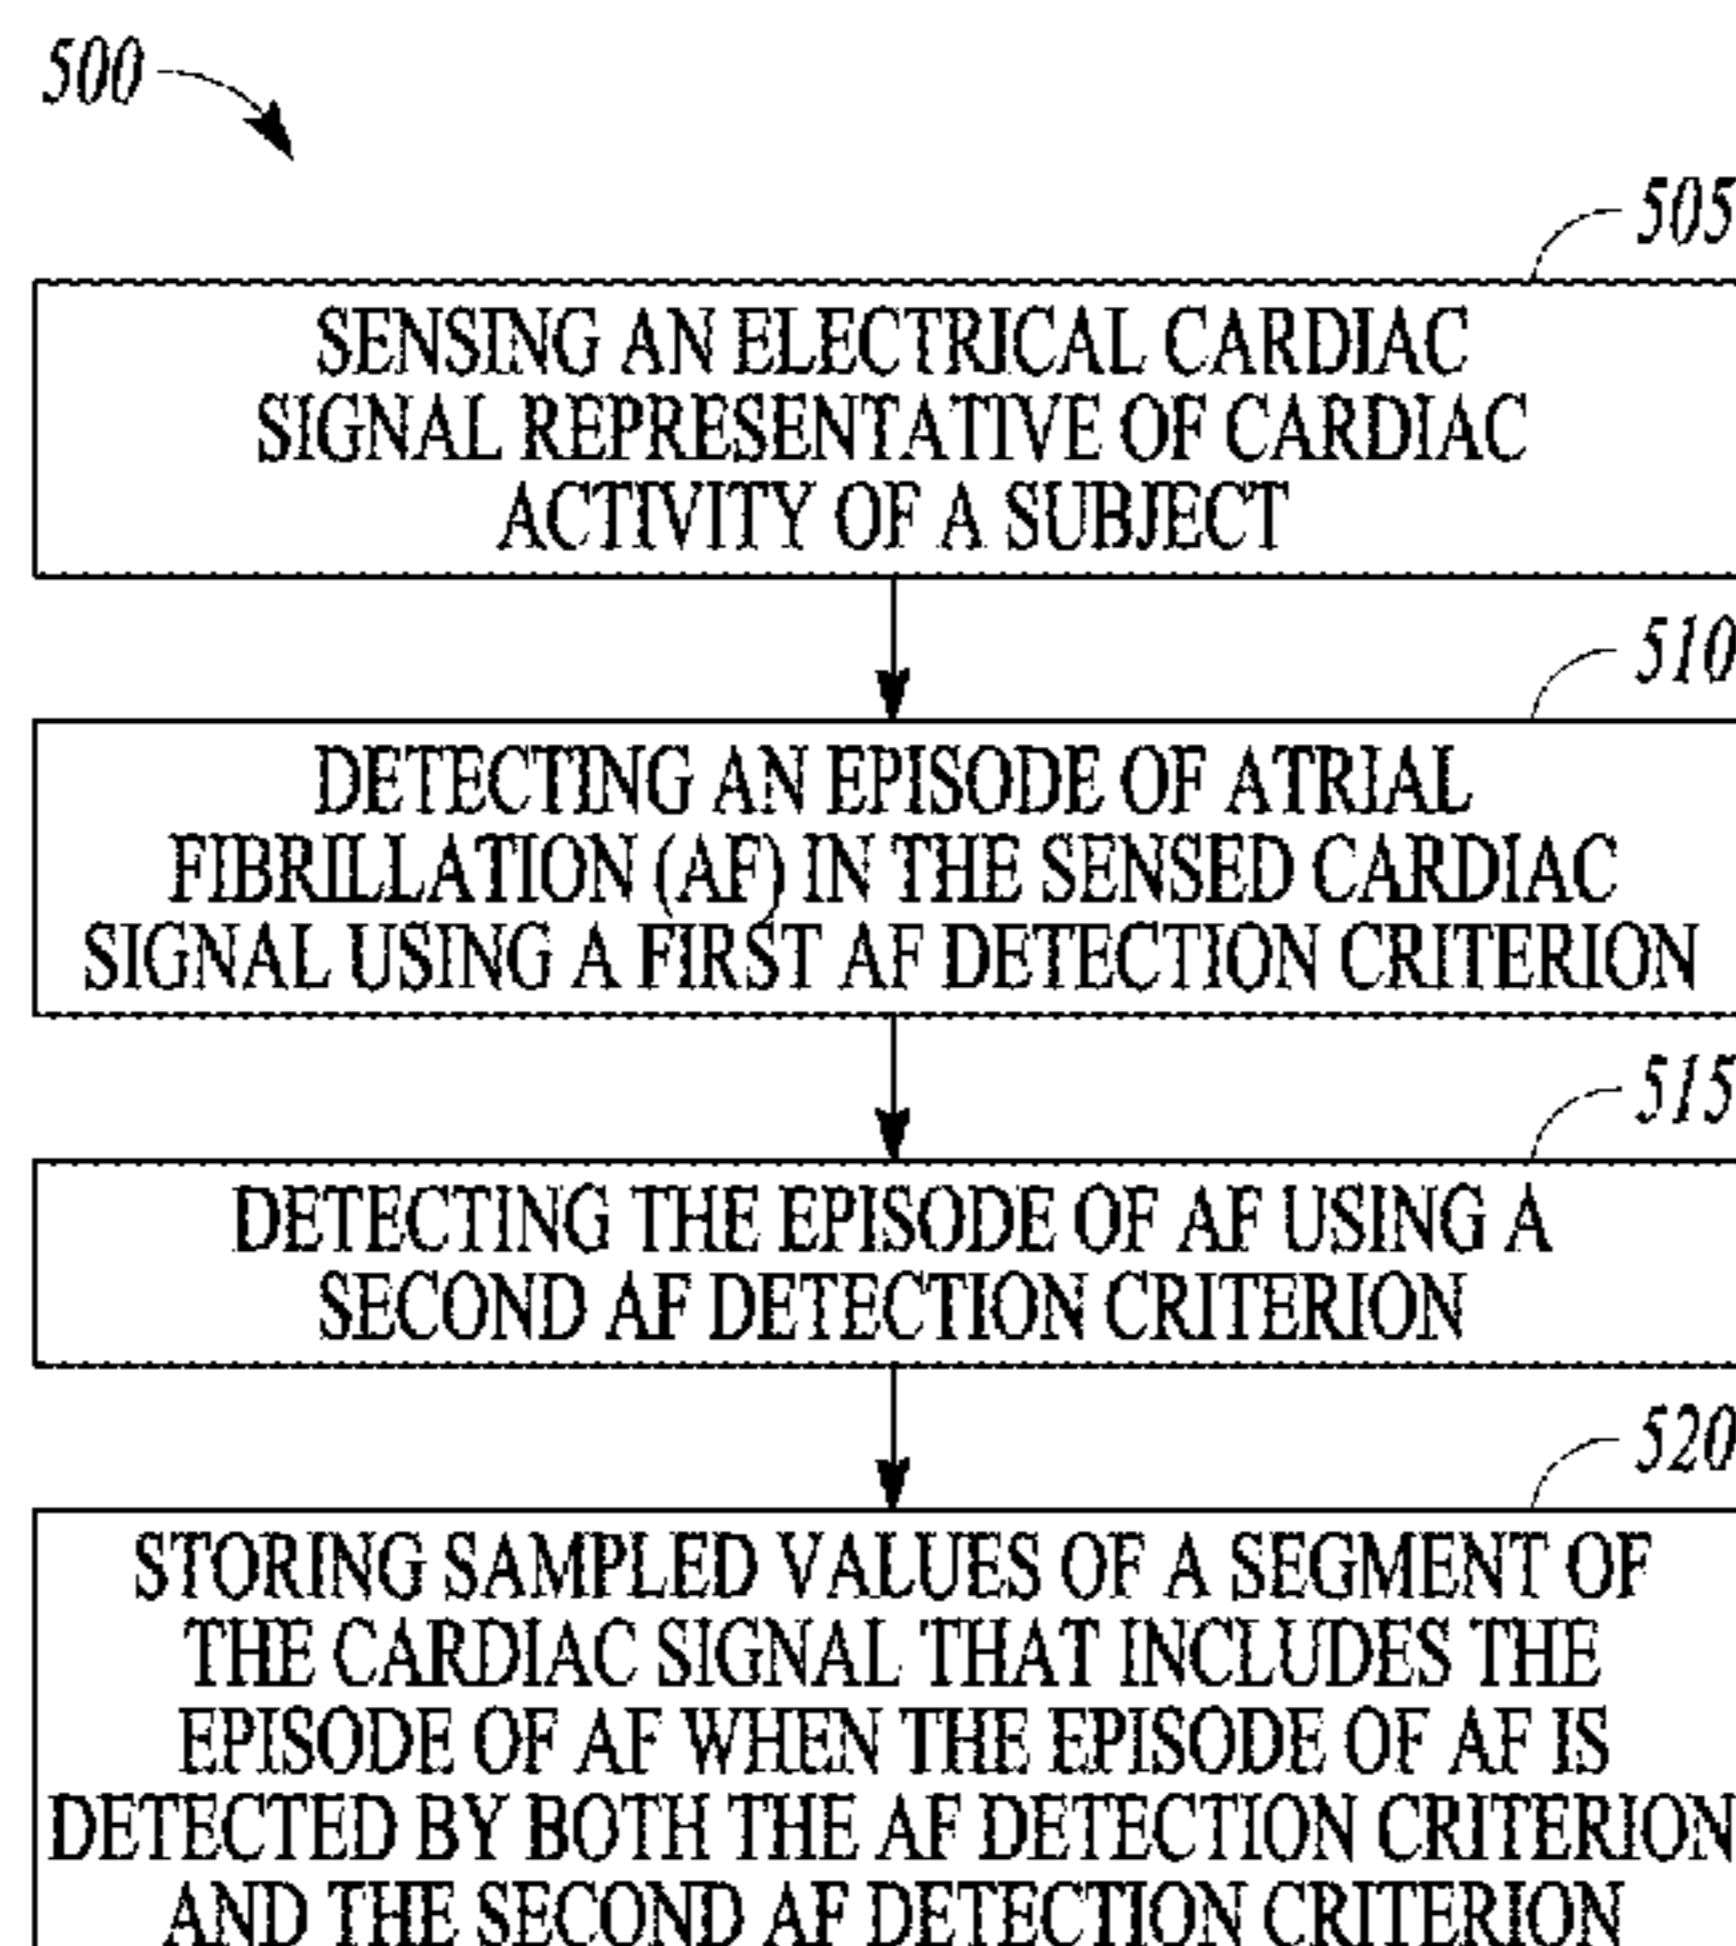 500
505
SENSING AN ELECTRICAL CARDIAC
SIGNAL REPRESENTATIVE OF CARDIAC
ACTIVITY OF A SUBJECT
510
DETECTING AN EPISODE OF ATRIAL
FIBRILLATION (AF) IN THE SENSED CARDIAC
SIGNAL USING A FIRST AF DETECTION CRITERION
515
DETECTING THE EPISODE OF AF USING A
SECOND AF DETECTION CRITERION
520
STORING SAMPLED VALUES OF A SEGMENT OF
THE CARDIAC SIGNAL THAT INCLUDES THE
EPISODE OF AF WHEN THE EPISODE OF AF IS
DETECTED BY BOTH THE AF DETECTION CRITERION
AND THE SECOND AF DETECTION CRITERION